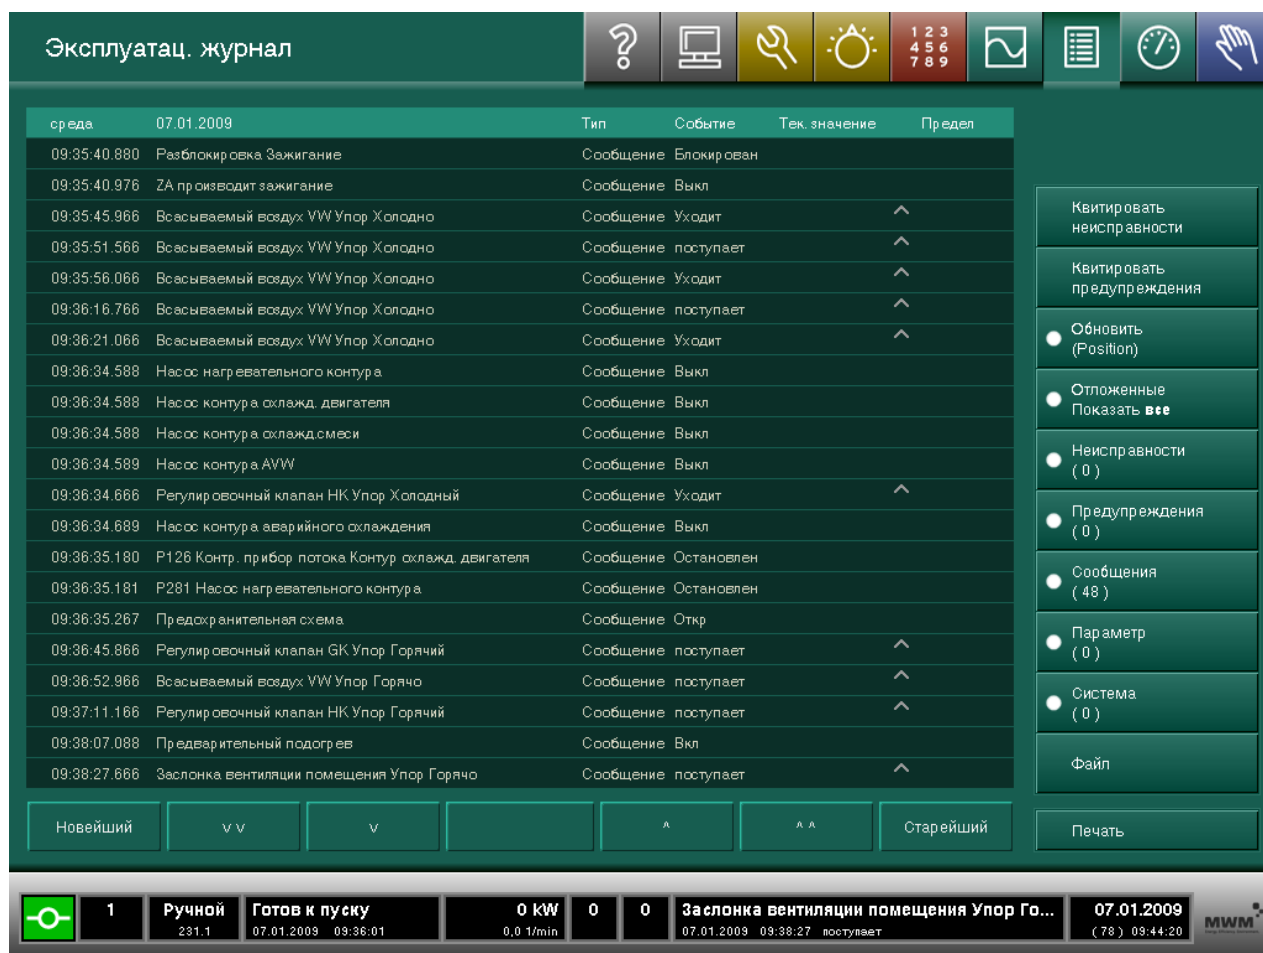 Эксплуатац. журнал
1 2 3
4 5 6
7 8 9
среда 07.01.2009 Тип Событие Тек. значение Предел
09:35:40.880 Разблокировка Зажигание Сообщение Блокирован
09:35:40.976 ZA производит зажигание Сообщение Выкл
09:35:45.966 Всасываемый воздух VW Упор Холодно Сообщение Уходит ^
09:35:51.566 Всасываемый воздух VW Упор Холодно Сообщение поступает ^
09:35:56.066 Всасываемый воздух VW Упор Холодно Сообщение Уходит ^
09:36:16.766 Всасываемый воздух VW Упор Холодно Сообщение поступает ^
09:36:21.066 Всасываемый воздух VW Упор Холодно Сообщение Уходит ^
09:36:34.588 Насос нагревательного контура Сообщение Выкл
09:36:34.588 Насос контура охлажд. двигателя Сообщение Выкл
09:36:34.588 Насос контура охлажд.смеси Сообщение Выкл
09:36:34.589 Насос контура AVW Сообщение Выкл
09:36:34.666 Регулировочный клапан НК Упор Холодный Сообщение Уходит ^
09:36:34.689 Насос контура аварийного охлаждения Сообщение Выкл
09:36:35.180 P126 Контр. прибор потока Контур охлажд. двигателя Сообщение Остановлен
09:36:35.181 P281 Насос нагревательного контура Сообщение Остановлен
09:36:35.267 Предохранительная схема Сообщение Откр
09:36:45.866 Регулировочный клапан GK Упор Горячий Сообщение поступает ^
09:36:52.966 Всасываемый воздух VW Упор Горячо Сообщение поступает ^
09:37:11.166 Регулировочный клапан НК Упор Горячий Сообщение поступает ^
09:38:07.088 Предварительный подогрев Сообщение Вкл
09:38:27.666 Заслонка вентиляции помещения Упор Горячо Сообщение поступает ^
Квитировать
неисправности
Квитировать
предупреждения
Обновить
(Position)
Отложенные
Показать все
Неисправности
( 0 )
Предупреждения
( 0 )
Сообщения
( 48 )
Параметр
( 0 )
Система
( 0 )
Файл
Печать
Новейший v v v ^ ^ ^ Старейший
1 Ручной Готов к пуску 0 kW 0 0 Заслонка вентиляции помещения Упор Го... 07.01.2009
231.1 07.01.2009 09:36:01 0,0 1/min 07.01.2009 09:38:27 поступает ( 78 ) 09:44:20
MWM